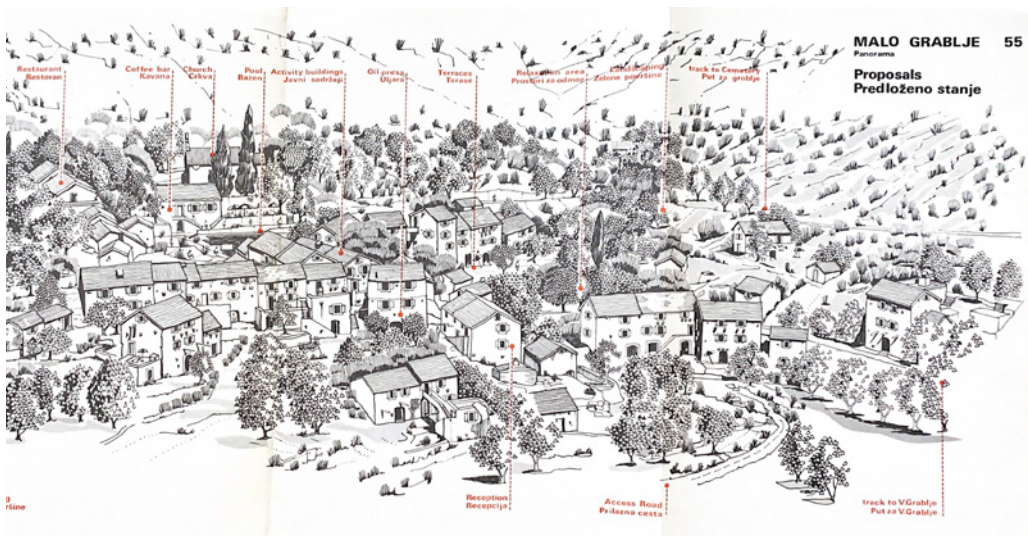 MALO GRABLJE 55
Panorama
Proposals
Predloženo stanje
Restaurant
Restoran
Coffee bar
Kavana
Church
Crkva
Pool
Bazen
Activity buildings
Javni sadržaji
Oil press
Uljara
Terraces
Terase
Relaxation area
Prostori za odmor
Landscaping
Zelene površine
track to Cemetery
Put za groblje
ršine
Reception
Recepcija
Access Road
Prilazna cesta
track to V.Grablje
Put za V.Grablje